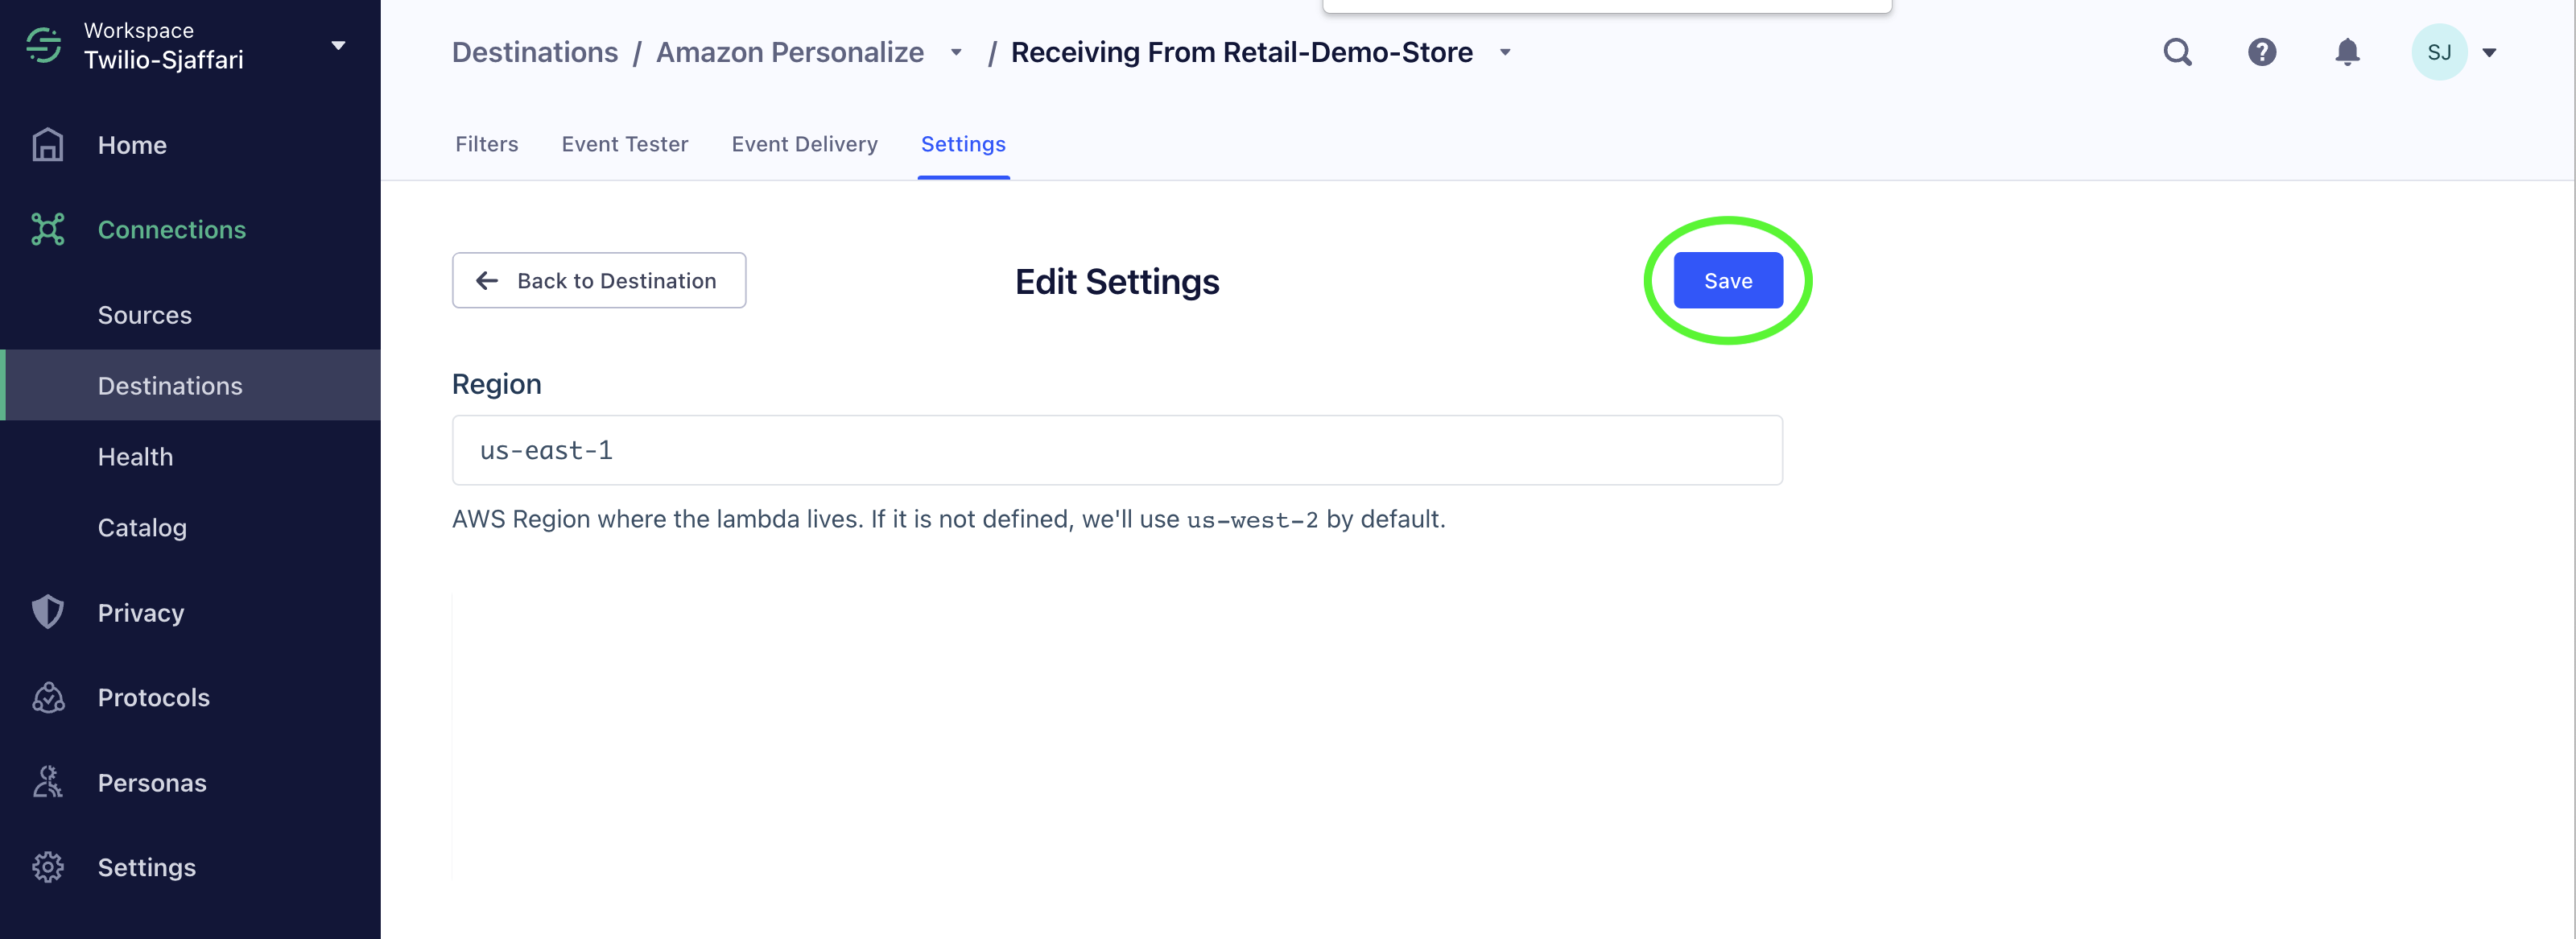 Workspace
Twilio-Sjaffari
Home
Connections
Sources
Destinations
Health
Catalog
Privacy
Protocols
Personas
Settings
Destinations / Amazon Personalize / Receiving From Retail-Demo-Store
SJ
Filters Event Tester Event Delivery Settings
Back to Destination
Edit Settings
Save
Region
us-east-1
AWS Region where the lambda lives. If it is not defined, we'll use us-west-2 by default.